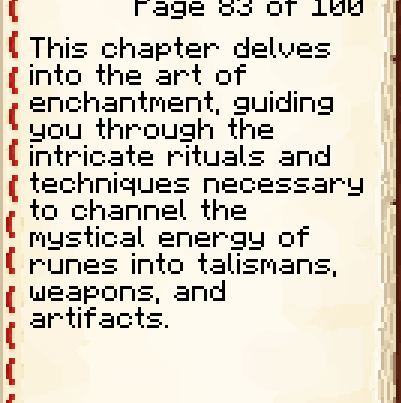 Page 83 of 100
This chapter delves
into the art of
enchantment, guiding
you through the
intricate rituals and
techniques necessary
to channel the
mystical energy of
runes into talismans,
weapons, and
artifacts.